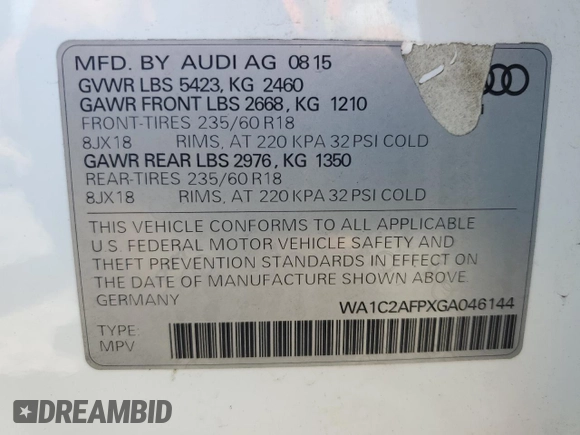 MFD. BY AUDI AG 08 15
GVWR LBS 5423, KG 2460
GAWR FRONT LBS 2668, KG 1210
FRONT-TIRES 235/60 R18
8JX18 RIMS, AT 220 KPA 32 PSI COLD
GAWR REAR LBS 2976, KG 1350
REAR-TIRES 235/60 R18
8JX18 RIMS, AT 220 KPA 32 PSI COLD
THIS VEHICLE CONFORMS TO ALL APPLICABLE
U.S. FEDERAL MOTOR VEHICLE SAFETY AND
THEFT PREVENTION STANDARDS IN EFFECT ON
THE DATE OF MANUFACTURE SHOWN ABOVE.
GERMANY WA1C2AFPXGA046144
TYPE:
MPV
DREAMBID